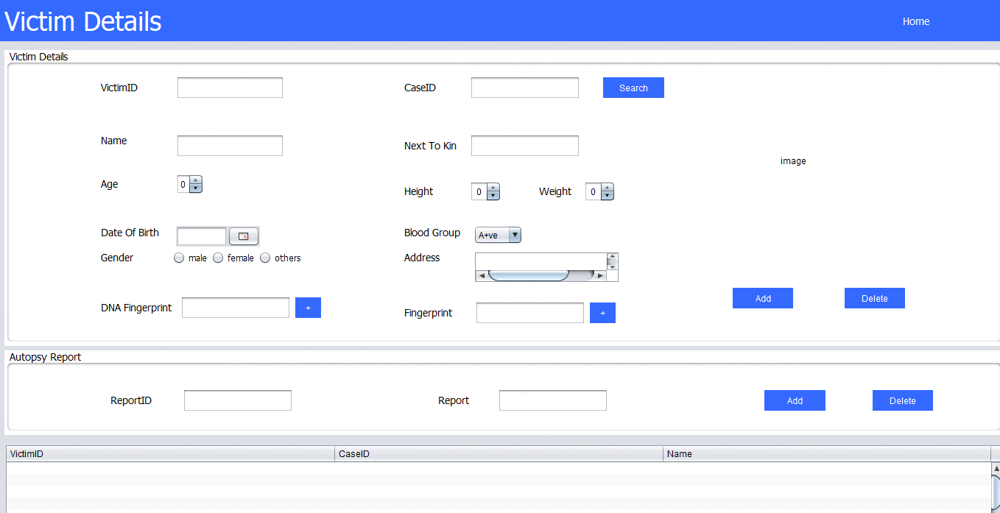 Victim Details
Home
Victim Details
VictimID CaseID Search
Name Next To Kin
image
Age 0
Height 0 Weight 0
Date Of Birth Blood Group A+ve
Gender male female others Address
Add Delete
DNA Fingerprint + Fingerprint +
Autopsy Report
ReportID Report Add Delete
VictimID CaseID Name